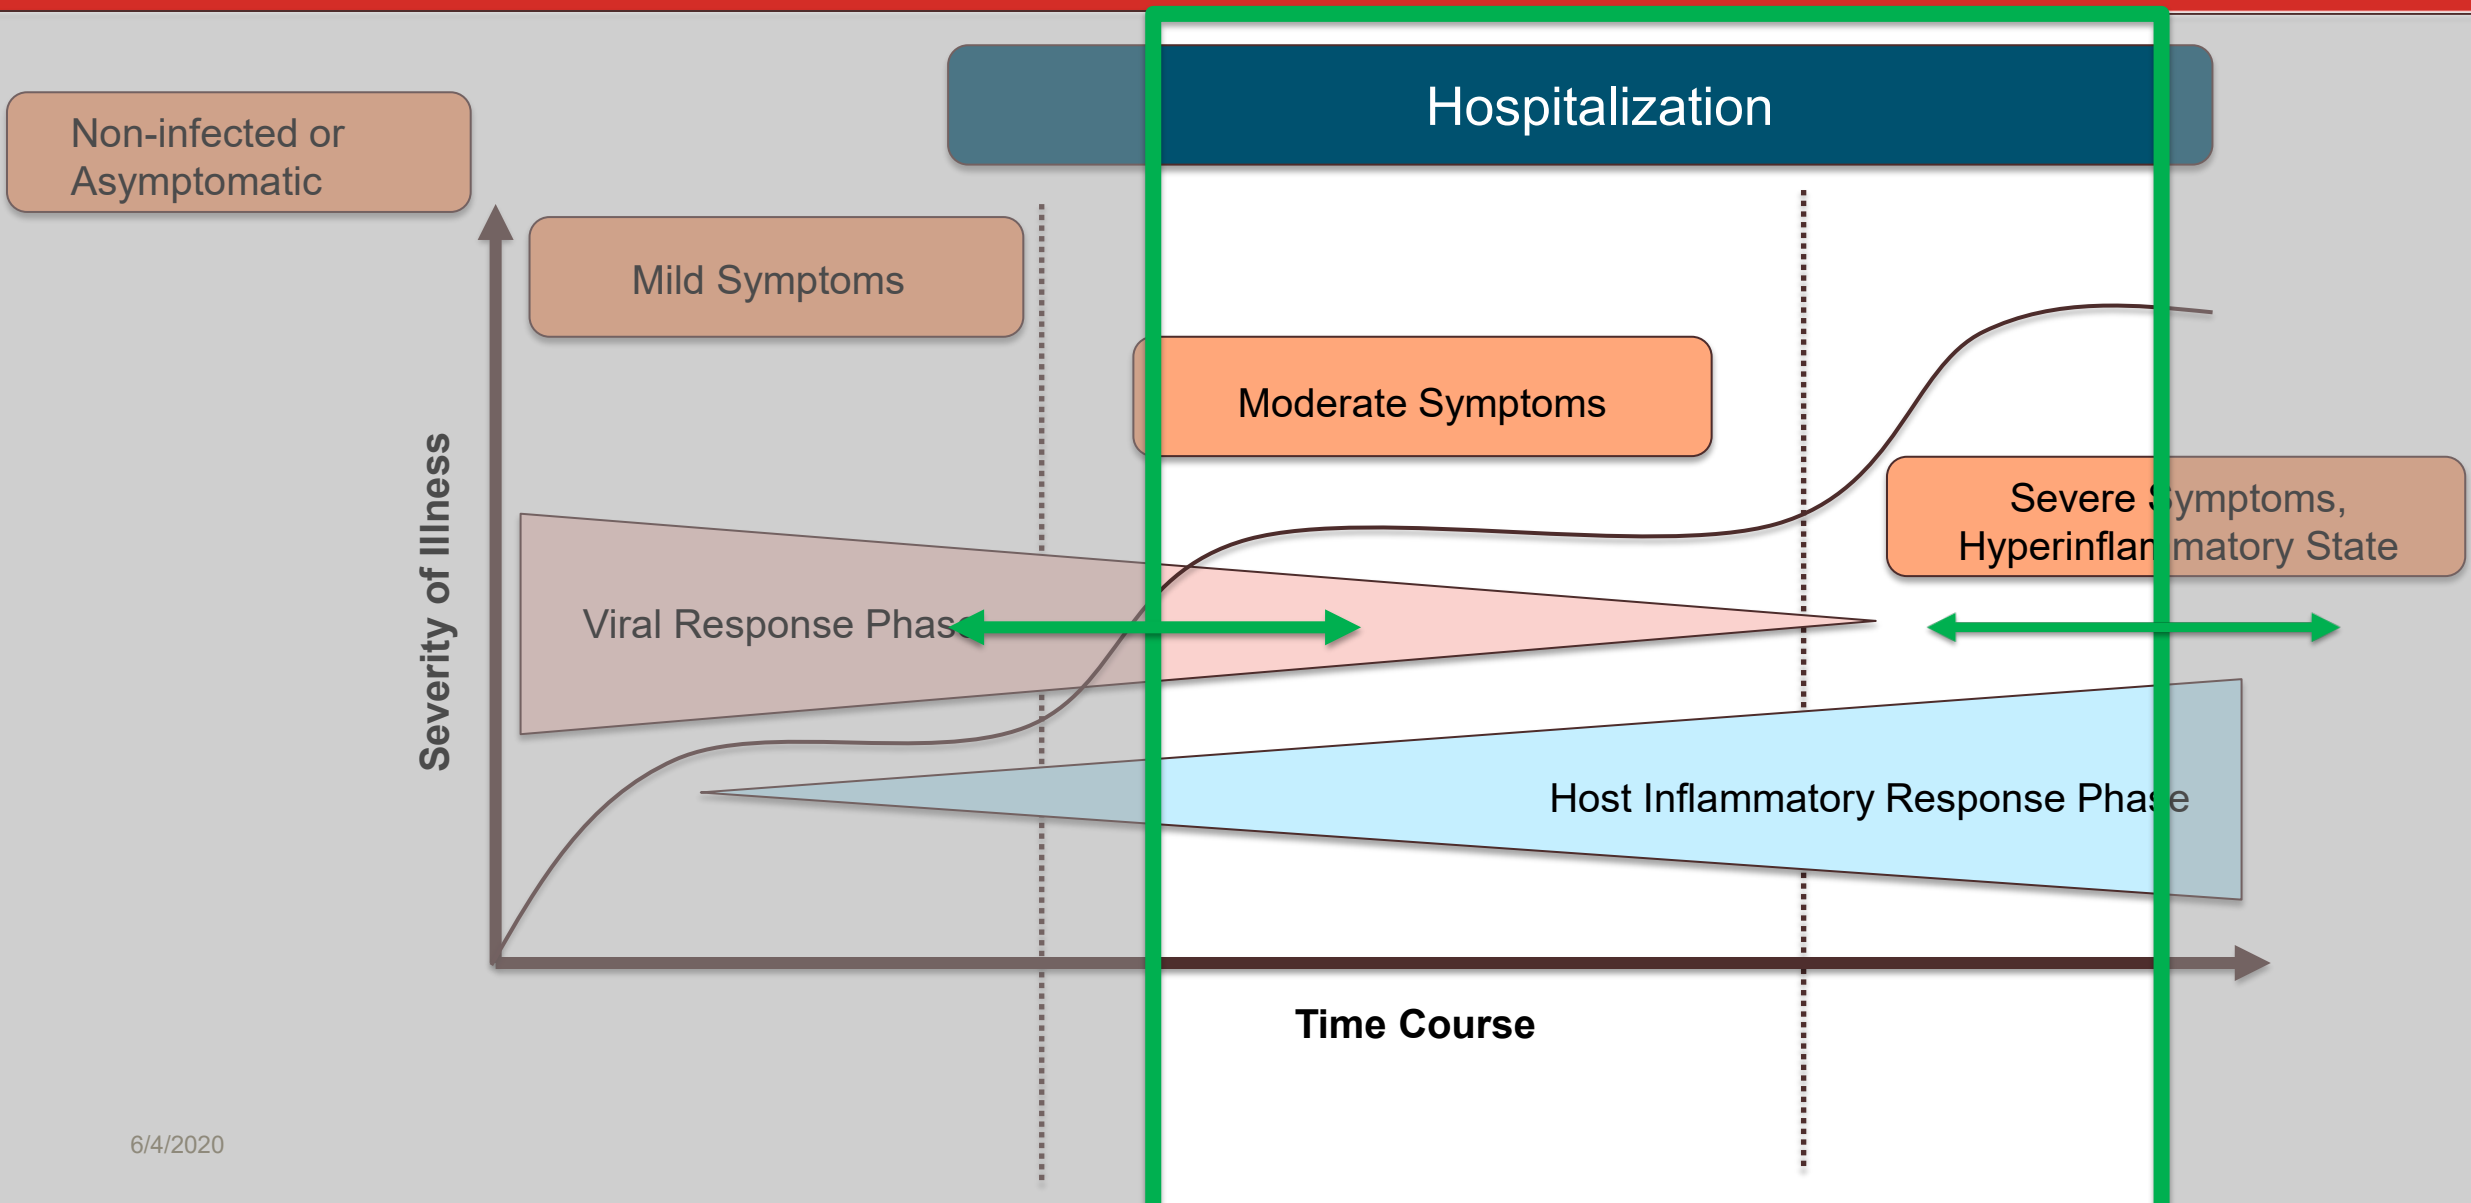 Hospitalization
Non-infected or
Asymptomatic
Mild Symptoms
Moderate Symptoms
Severe Symptoms,
Hyperinflammatory State
Severity of Illness
Viral Response Phase
Host Inflammatory Response Phase
Time Course
6/4/2020